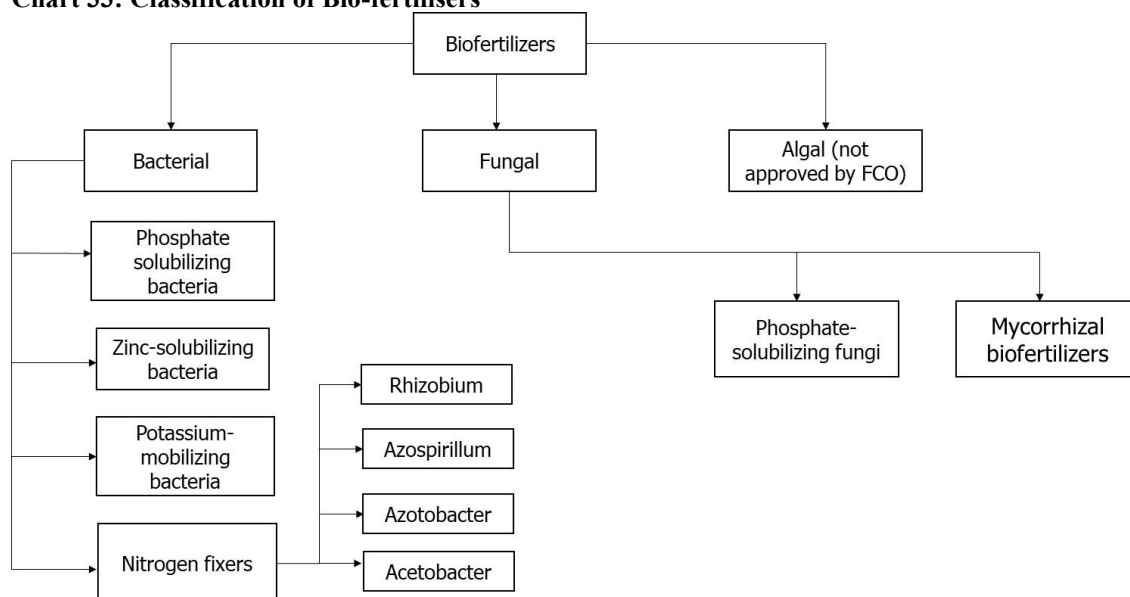 Chart 35: Classification of Bio-fertilisers
Biofertilizers
Bacterial
Fungal
Algal (not
approved by FCO)
Phosphate
solubilizing
bacteria
Zinc-solubilizing
bacteria
Potassium-
mobilizing
bacteria
Nitrogen fixers
Rhizobium
Azospirillum
Azotobacter
Acetobacter
Phosphate-
solubilizing fungi
Mycorrhizal
biofertilizers